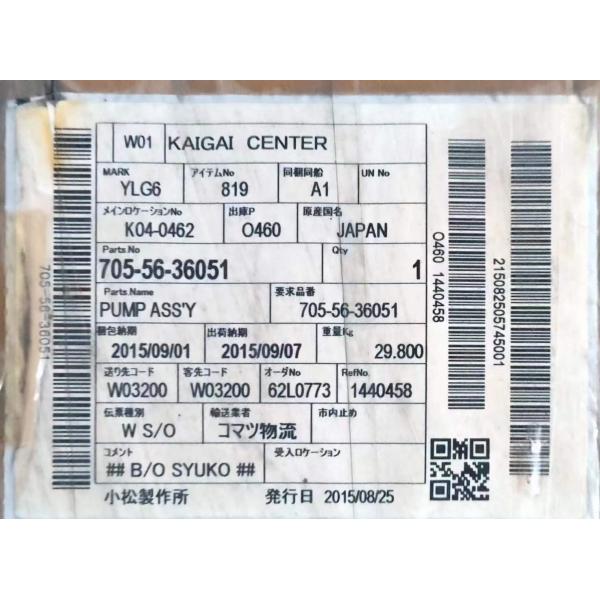 W01 KAIGAI CENTER
MARK アイテムNo 同梱同船 UN No
YLG6 819 A1
メインロケーションNo 出庫P 原産国名
K04-0462 O460 JAPAN
Parts No Qty
705-56-36051 1
Parts Name 要求品番
PUMP ASS'Y 705-56-36051
梱包納期 出荷納期 重量Kg
2015/09/01 2015/09/07 29.800
送り先コード 客先コード オーダNo RefNo
W03200 W03200 62L0773 1440458
伝票種別 輸送業者 市内止め
W S/O コマツ物流
コメント 受入ロケーション
## B/O SYUKO ##
小松製作所 発行日 2015/08/25
705-56-36051
O460 1440458
215082505745001